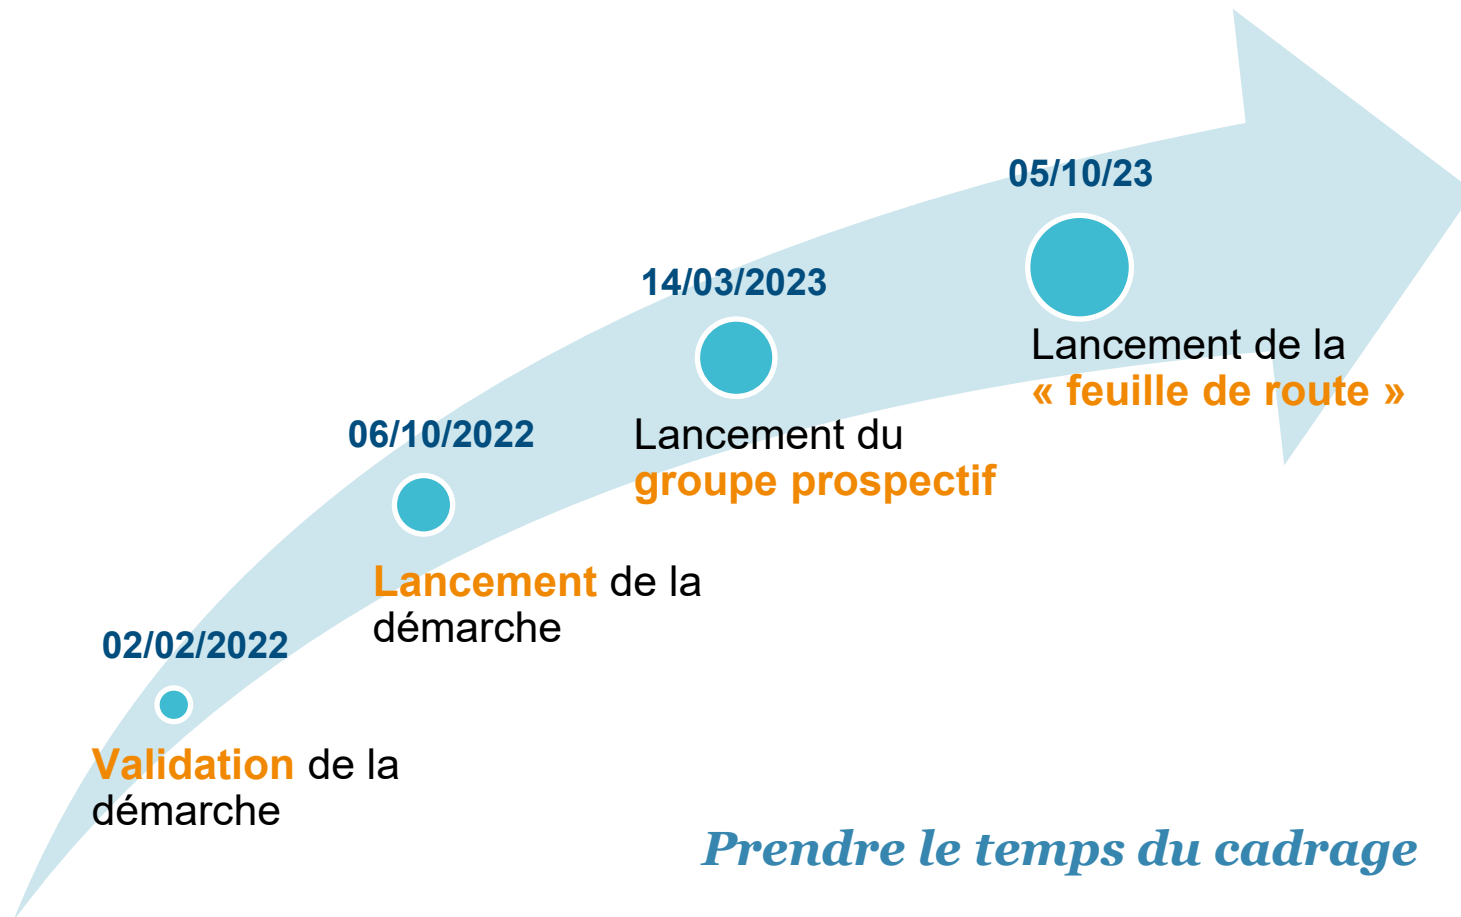 02/02/2022
Validation de la
démarche
06/10/2022
Lancement de la
démarche
14/03/2023
Lancement du
groupe prospectif
05/10/23
Lancement de la
« feuille de route »
Prendre le temps du cadrage